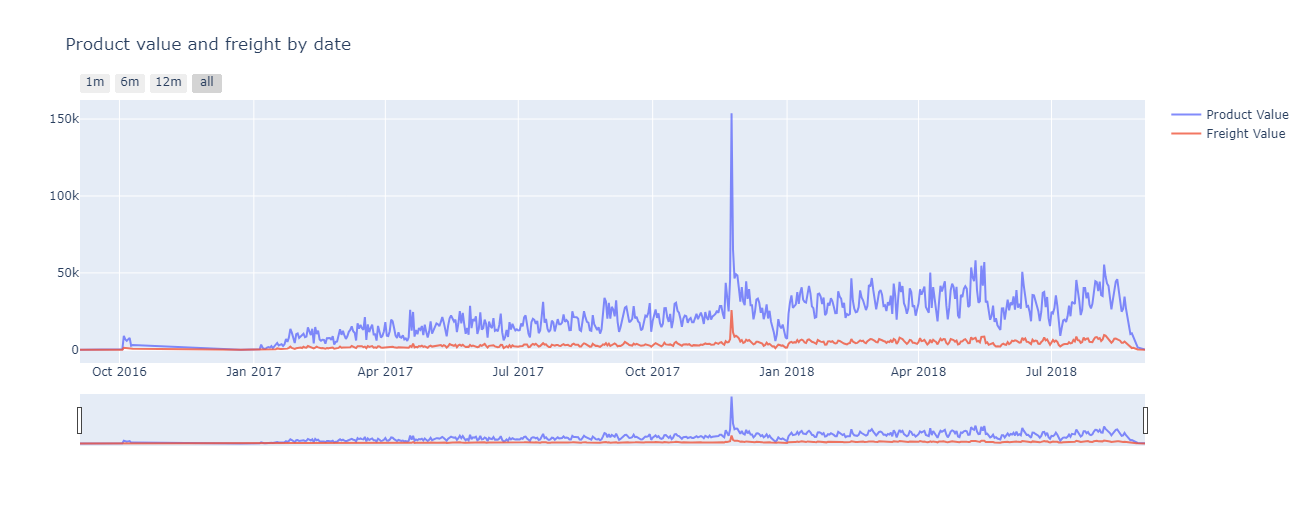 Product value and freight by date
1m 6m 12m all
Product Value
Freight Value
150k
100k
50k
0
Oct 2016 Jan 2017 Apr 2017 Jul 2017 Oct 2017 Jan 2018 Apr 2018 Jul 2018